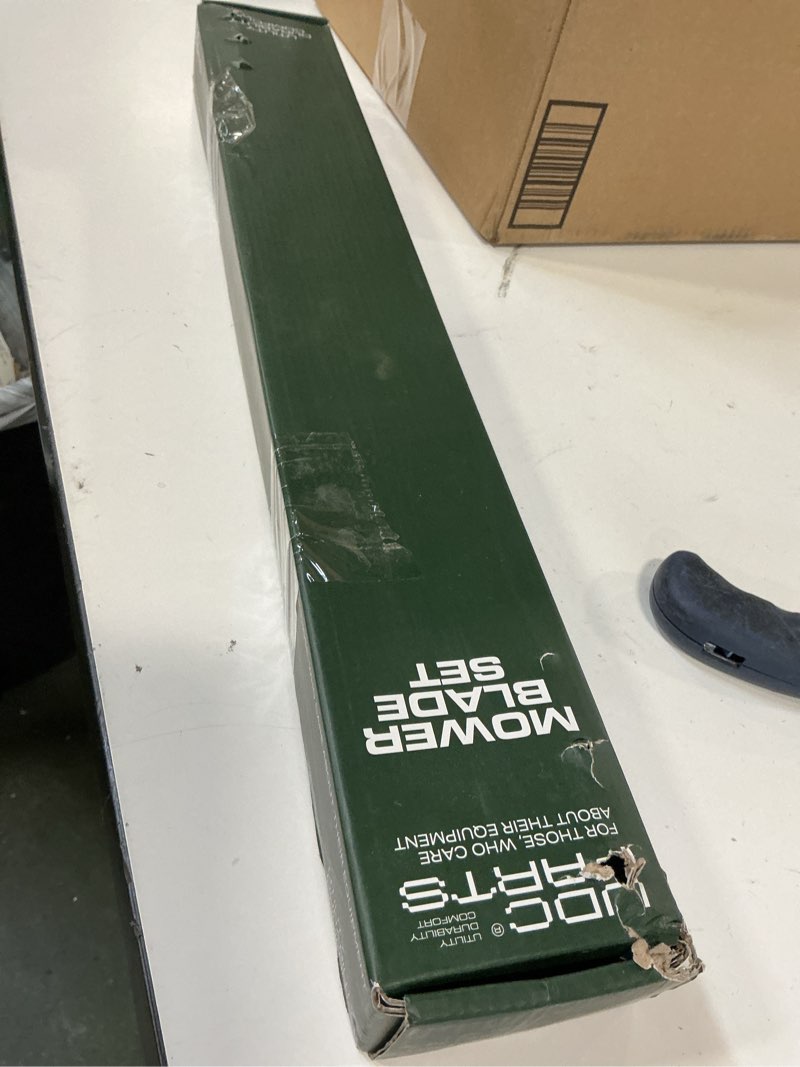 UDC
PARTS
®
UTILITY
DURABILITY
COMFORT
FOR THOSE, WHO CARE
ABOUT THEIR EQUIPMENT
MOWER
BLADE
SET